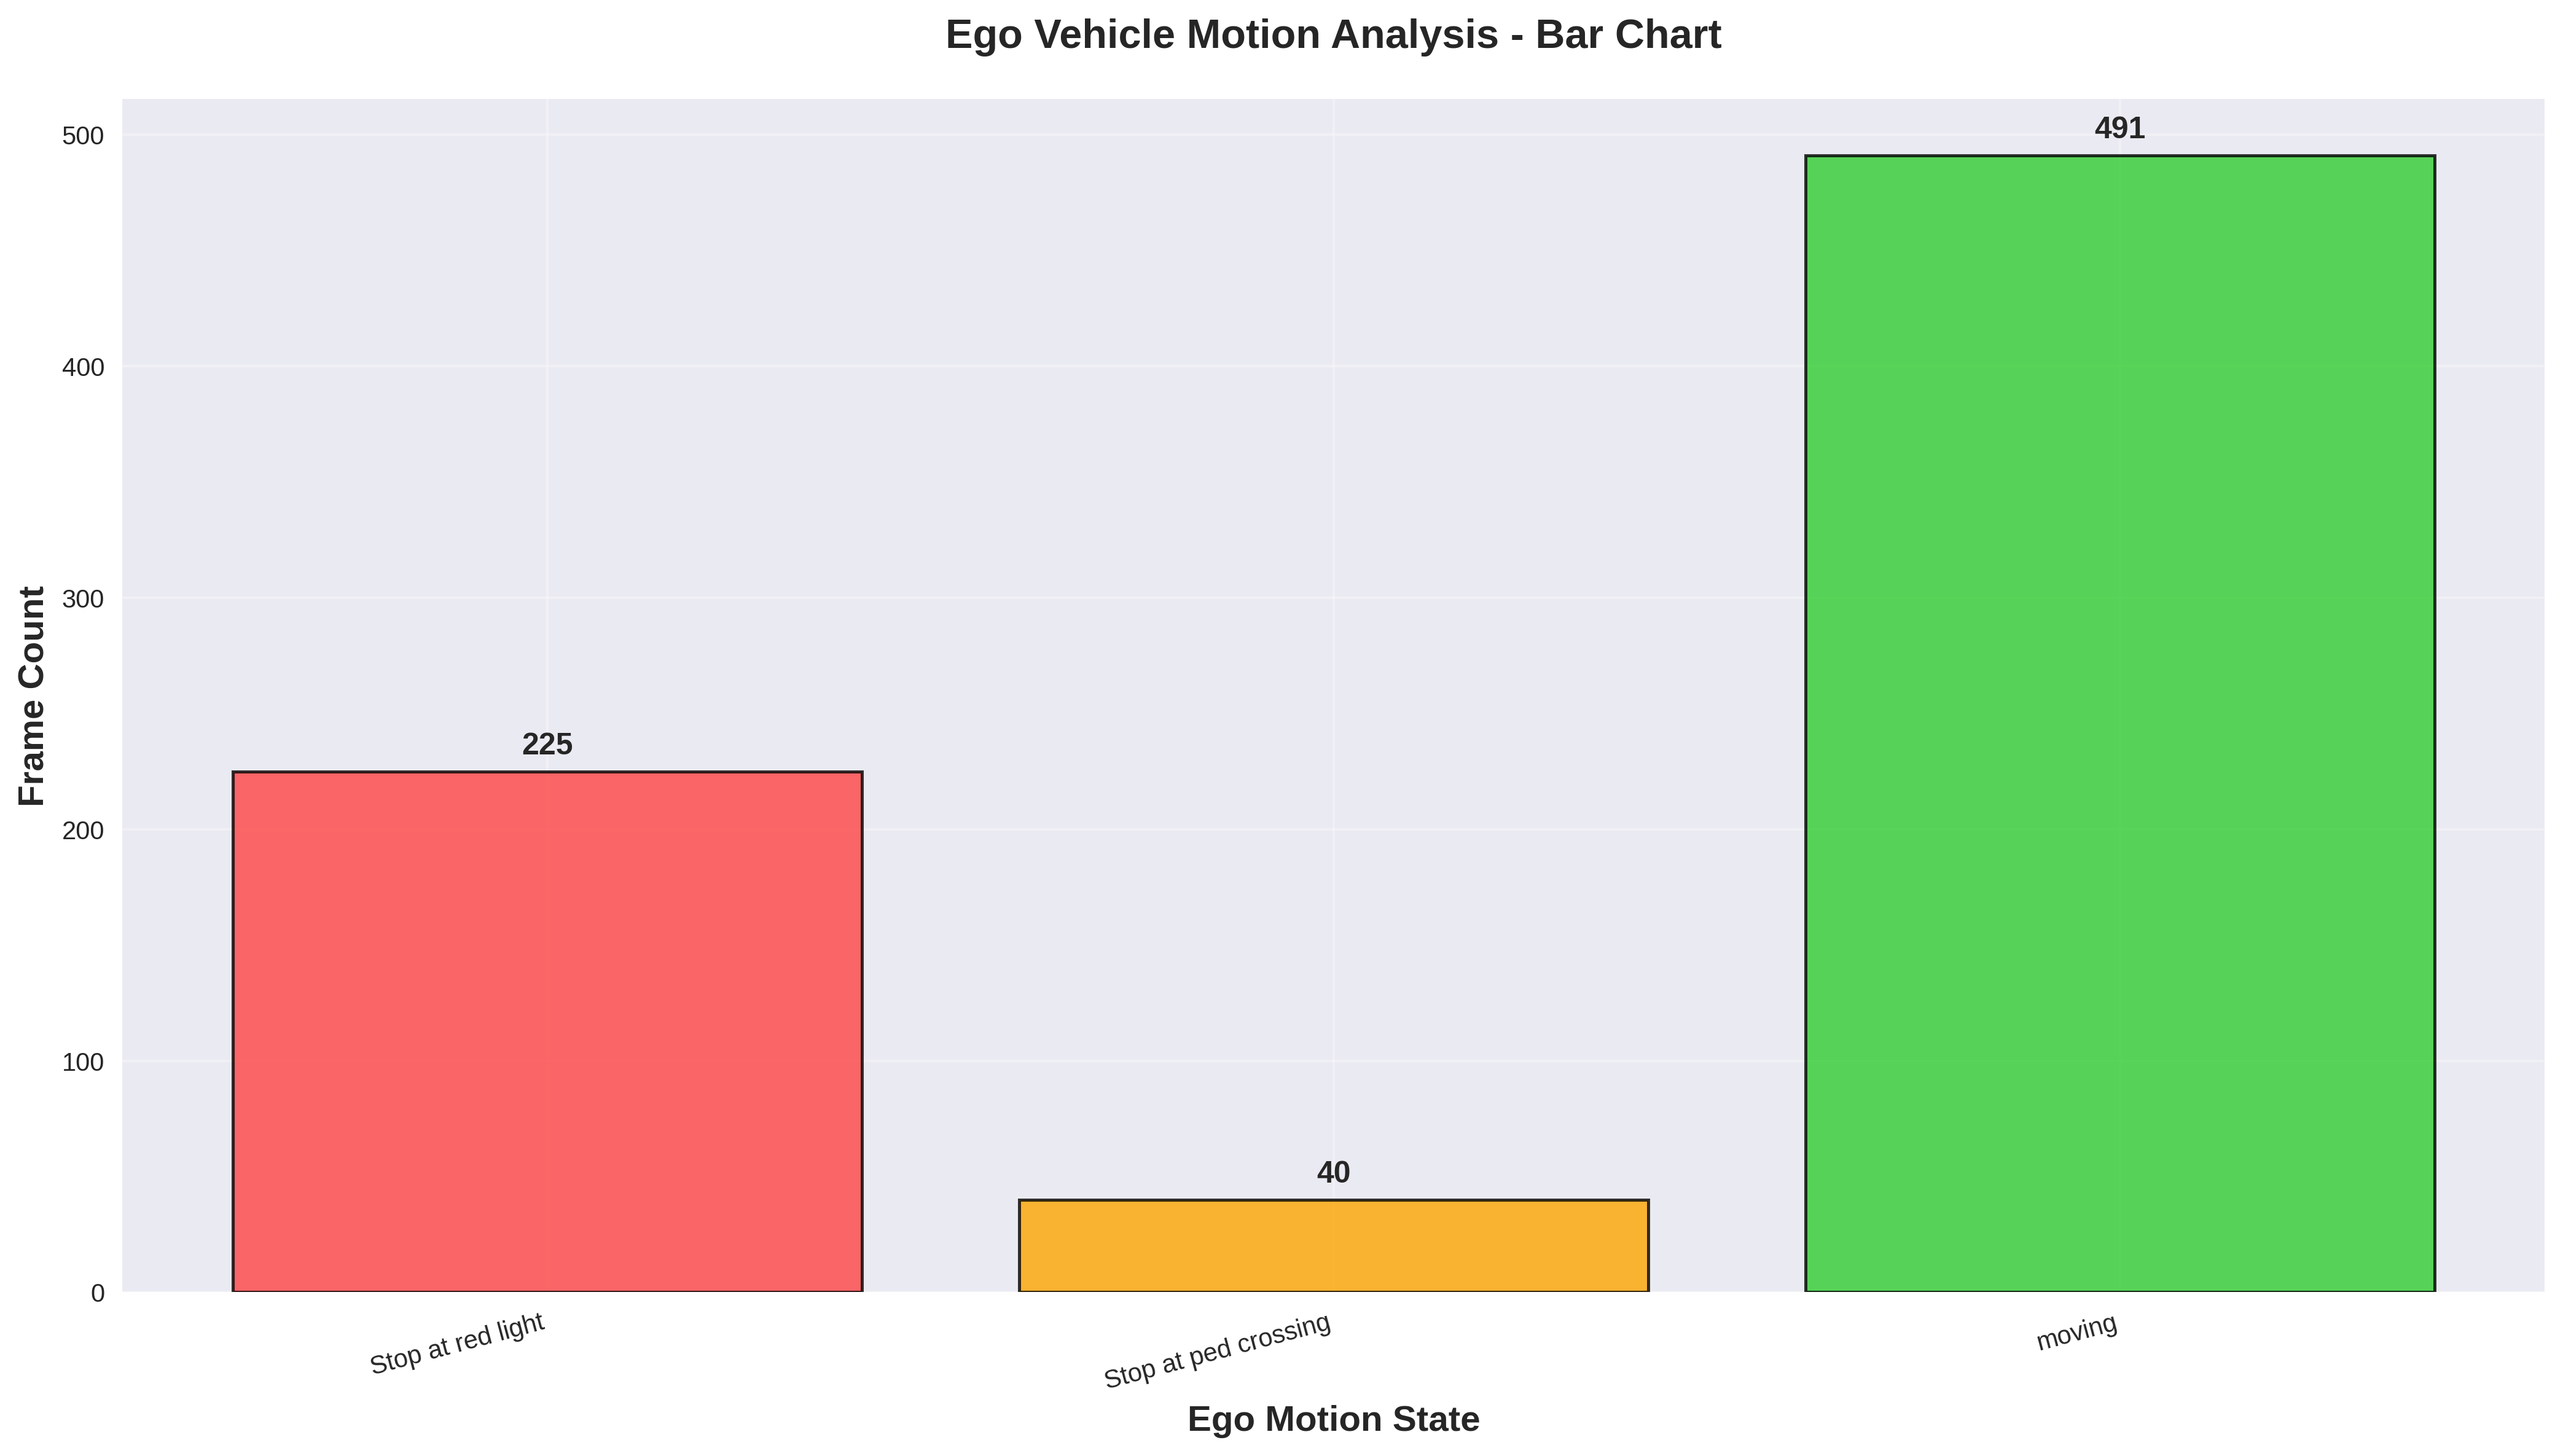 Ego Vehicle Motion Analysis - Bar Chart
500
400
300
200
100
0
Frame Count
225
40
491
Stop at red light
Stop at ped crossing
moving
Ego Motion State